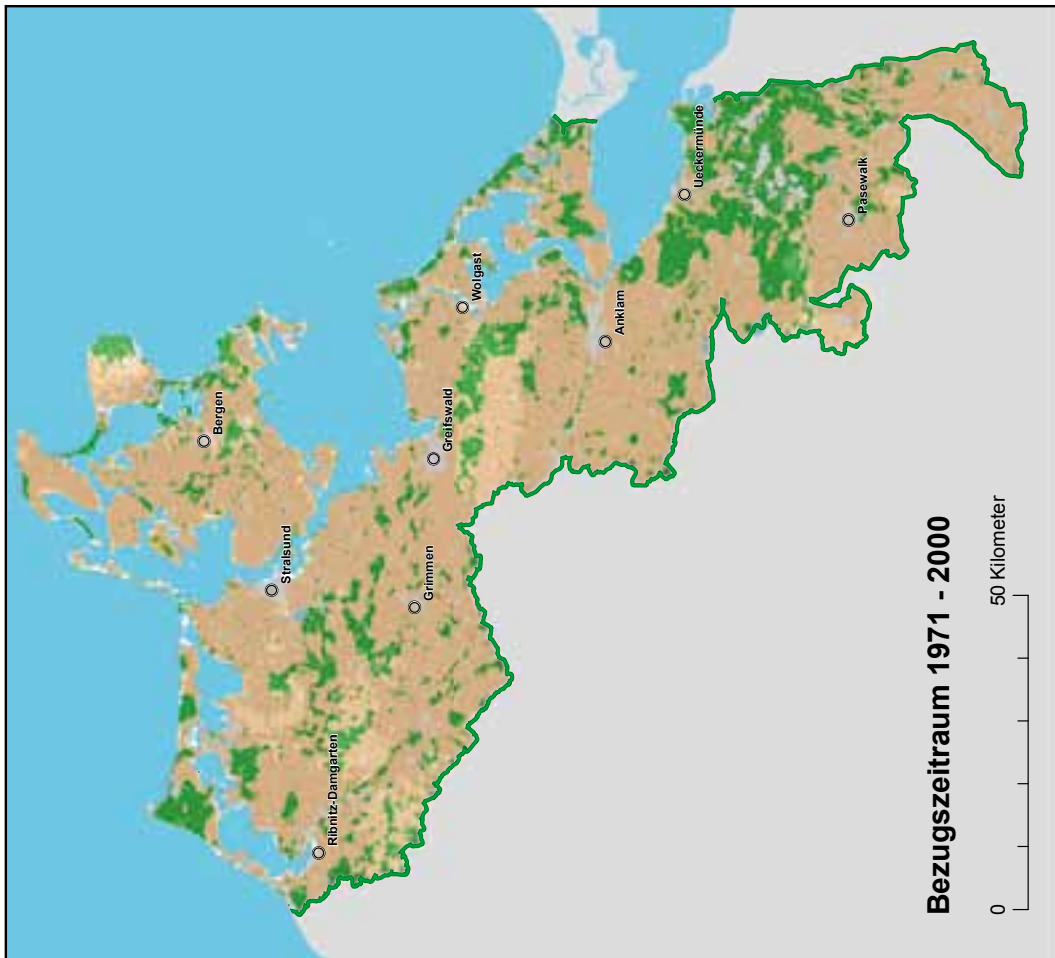 Bergen
Stralsund
Ribnitz-Damgarten
Grimmen
Greifswald
Wolgast
Anklam
Ueckermünde
Pasewalk
Bezugszeitraum 1971 - 2000
0 50 Kilometer